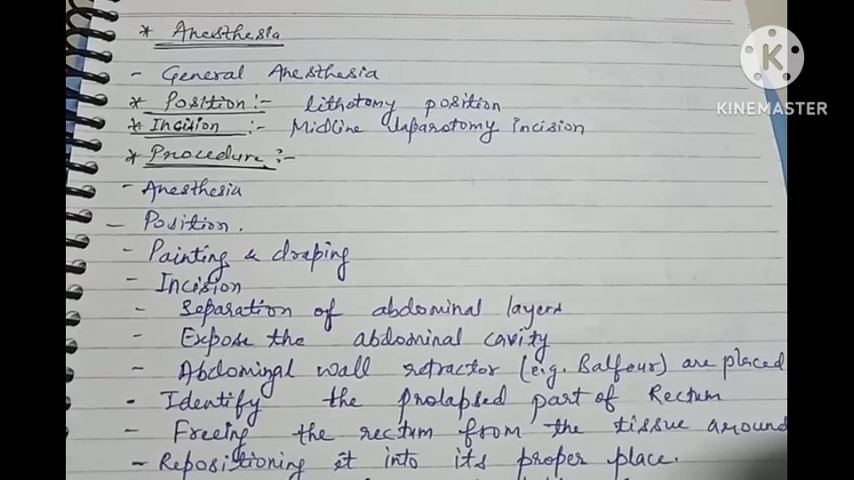 * Anesthesia
- General Anesthesia
* Position :- lithotomy position
* Incision :- Midline laparotomy incision
* Procedure :-
- Anesthesia
- Position.
- Painting & draping
- Incision
- Separation of abdominal layers
- Expose the abdominal cavity
- Abdominal wall retractor (e.g. Balfour) are placed
- Identify the prolapsed part of Rectum
- Freeing the rectum from the tissue around
- Repositioning it into its proper place.
K
KINEMASTER